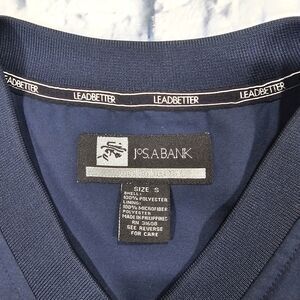 LEADBETTER LEADBETTER LEADBETTER LEADBETTER
JOS.A.BANK
SIZE S
SHELL:
100% POLYESTER
LINING:
100% MICROFIBER
POLYESTER
MADE IN PHILIPPINES
RN 31650
SEE REVERSE
FOR CARE